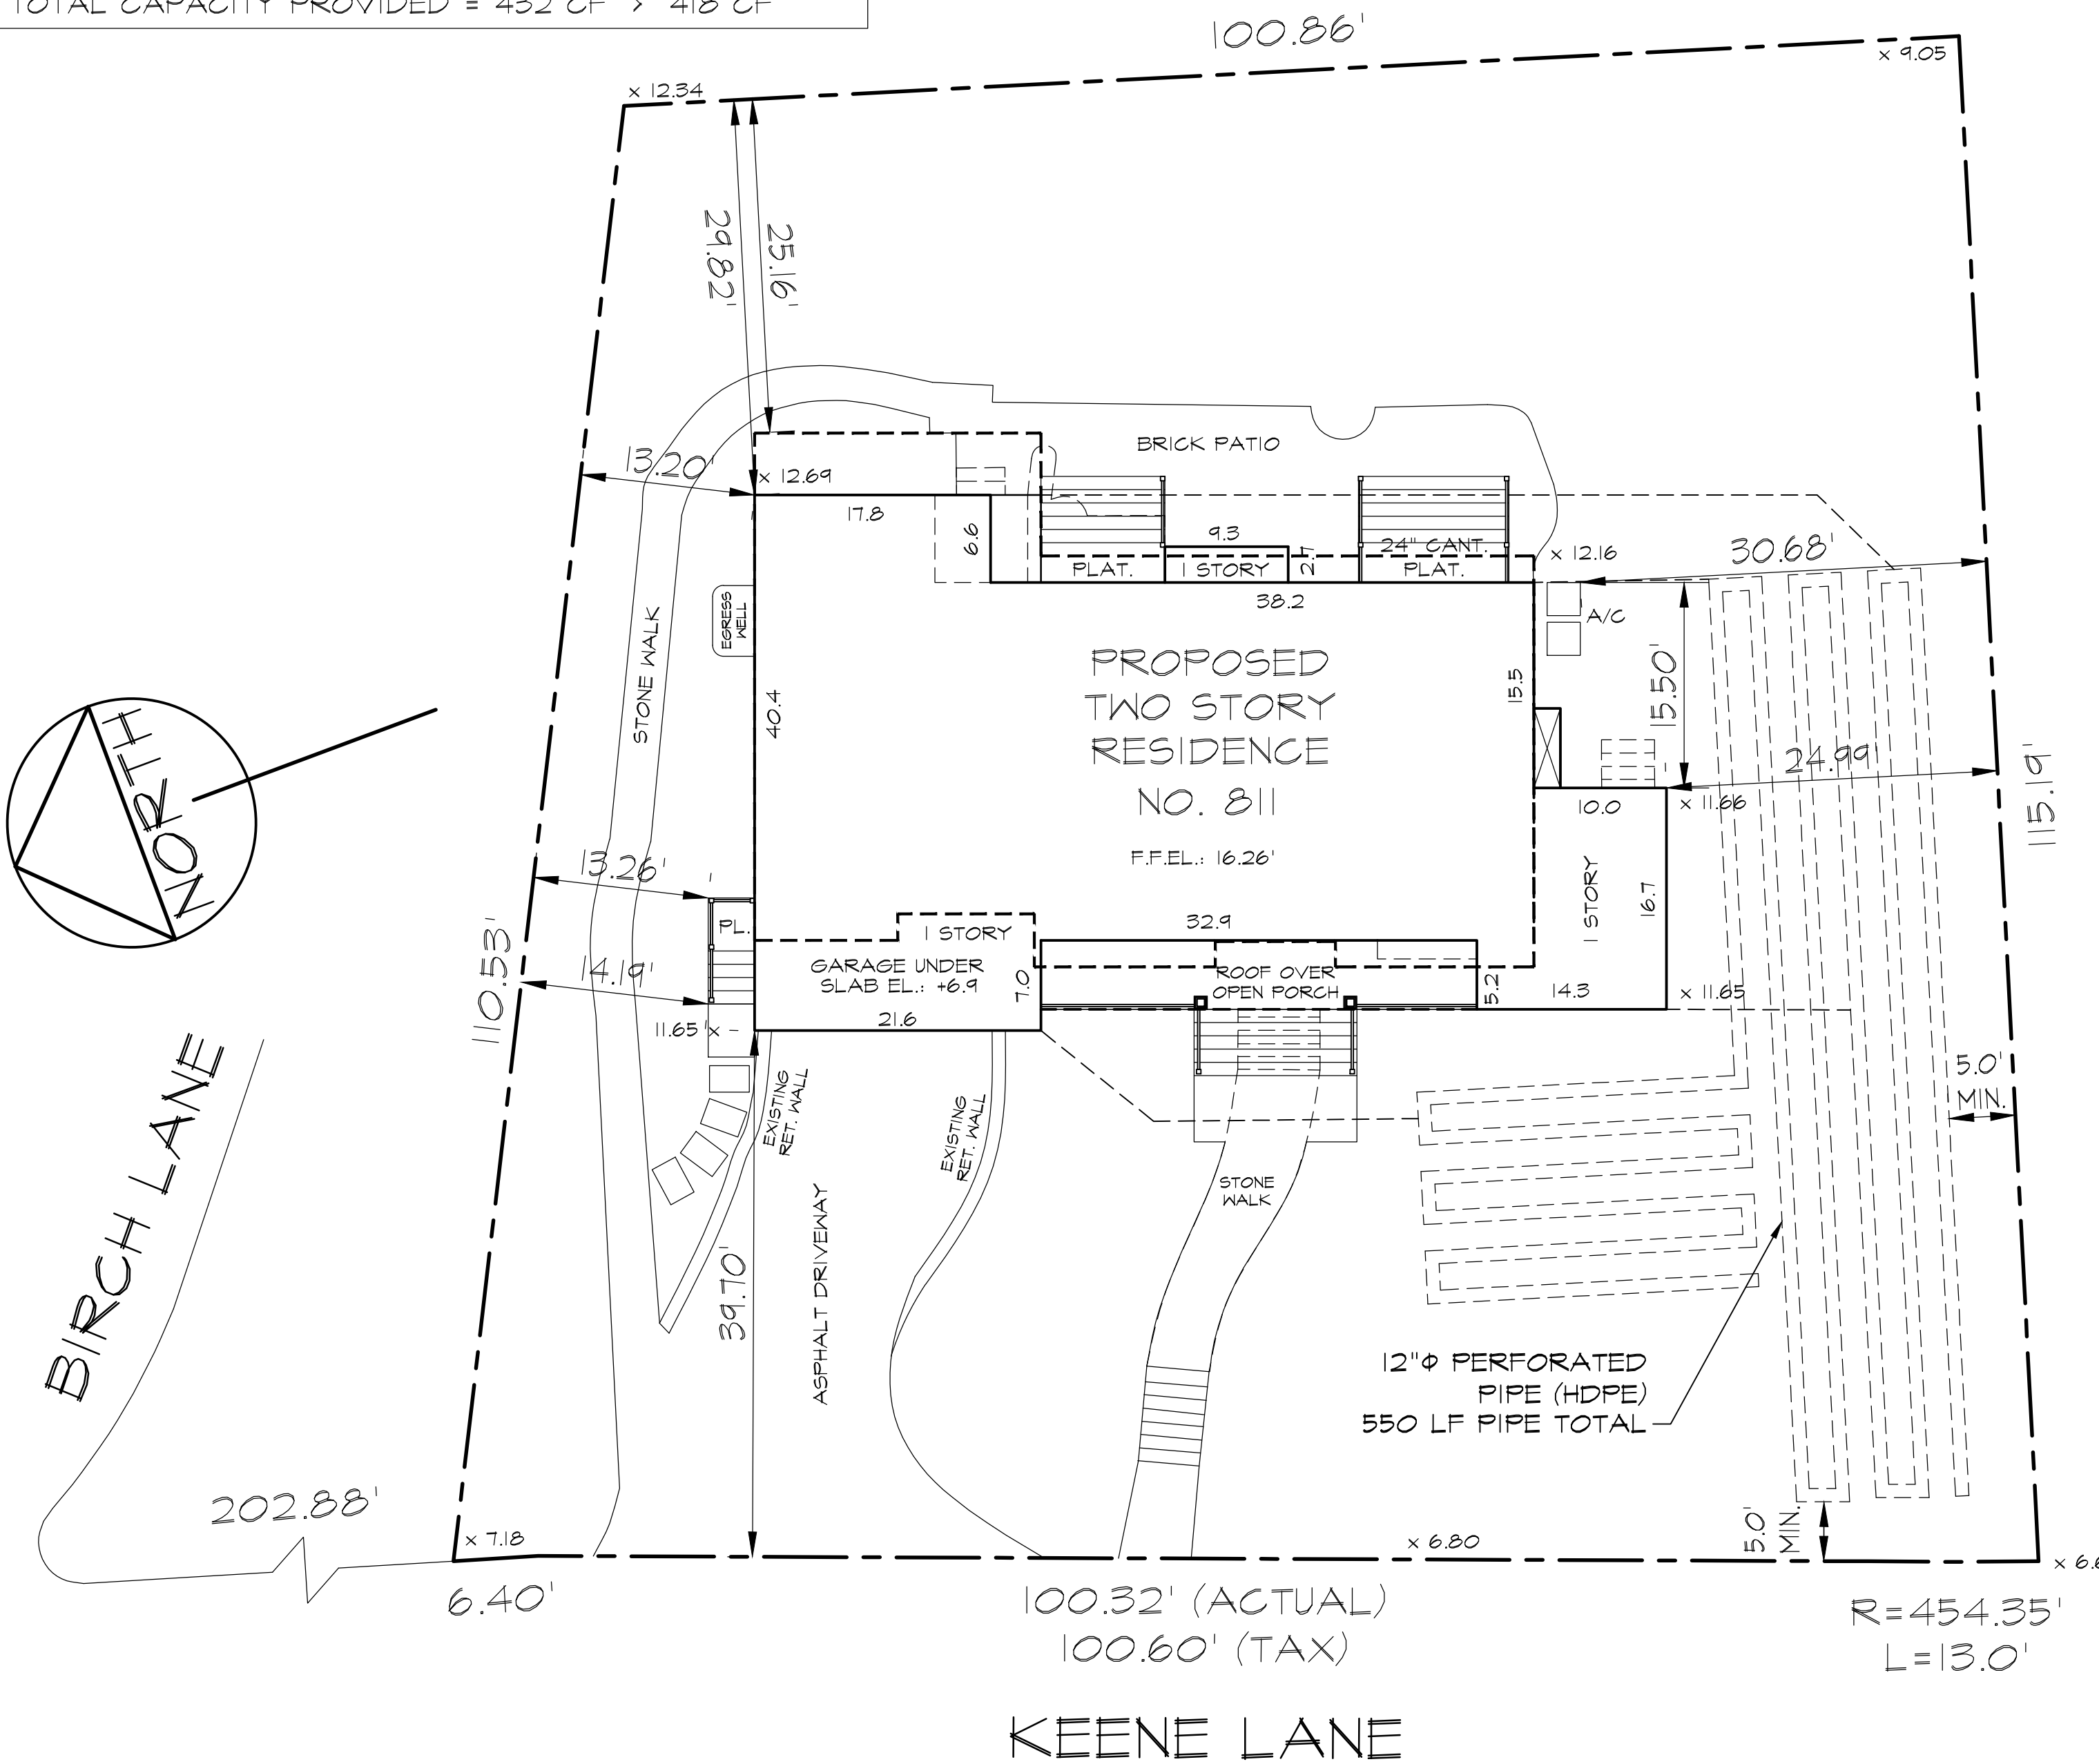 TOTAL CAPACITY PROVIDED = 432 CF > 418 CF
100.86'
x 12.34
x 9.05
29.82'
25.16'
BRICK PATIO
13.20'
x 12.69
17.8
6.6
9.3
2.7
24" CANT.
PLAT.
1 STORY
PLAT.
x 12.16
30.68'
38.2
A/C
EGRESS
WELL
STONE WALK
PROPOSED
TWO STORY
RESIDENCE
NO. 811
F.F.EL.: 16.26'
40.4
15.5
15.50'
24.99'
NORTH
10.0
x 11.66
115.19'
13.26'
PL.
1 STORY
32.9
1 STORY
16.7
GARAGE UNDER
SLAB EL.: +6.9
7.0
ROOF OVER
OPEN PORCH
5.2
14.3
x 11.65
110.53'
14.19'
11.65 x
21.6
5.0'
MIN.
EXISTING
RET. WALL
EXISTING
RET. WALL
BIRCH LANE
STONE
WALK
39.70'
ASPHALT DRIVEWAY
12"Φ PERFORATED
PIPE (HDPE)
550 LF PIPE TOTAL
202.88'
x 7.18
x 6.80
5.0'
MIN.
6.40'
100.32' (ACTUAL)
100.60' (TAX)
R=454.35'
L=13.0'
KEENE LANE